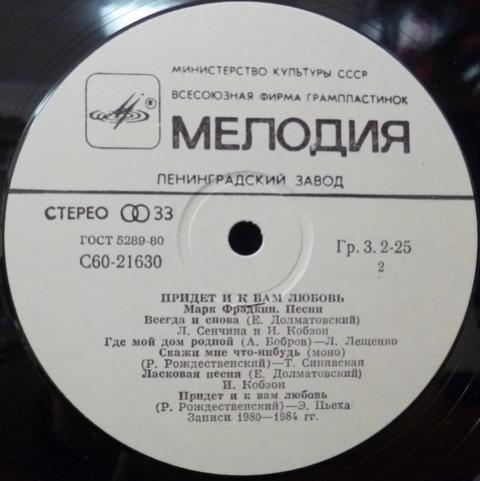 МИНИСТЕРСТВО КУЛЬТУРЫ СССР
ВСЕСОЮЗНАЯ ФИРМА ГРАМПЛАСТИНОК
® МЕЛОДИЯ
ЛЕНИНГРАДСКИЙ ЗАВОД
СТЕРЕО 33
ГОСТ 5289-80
С60-21630
Гр. 3. 2-25
2
ПРИДЕТ И К ВАМ ЛЮБОВЬ
Марк Фрадкин. Песни
Всегда и снова (Е. Долматовский)
Л. Сенчина и И. Кобзон
Где мой дом родной (А. Бобров)—Л. Лещенко
Скажи мне что-нибудь (моно)
(Р. Рождественский)—Т. Синявская
Ласковая песня (Е. Долматовский)
И. Кобзон
Придет и к вам любовь
(Р. Рождественский)—Э. Пьеха
Записи 1980—1984 гг.